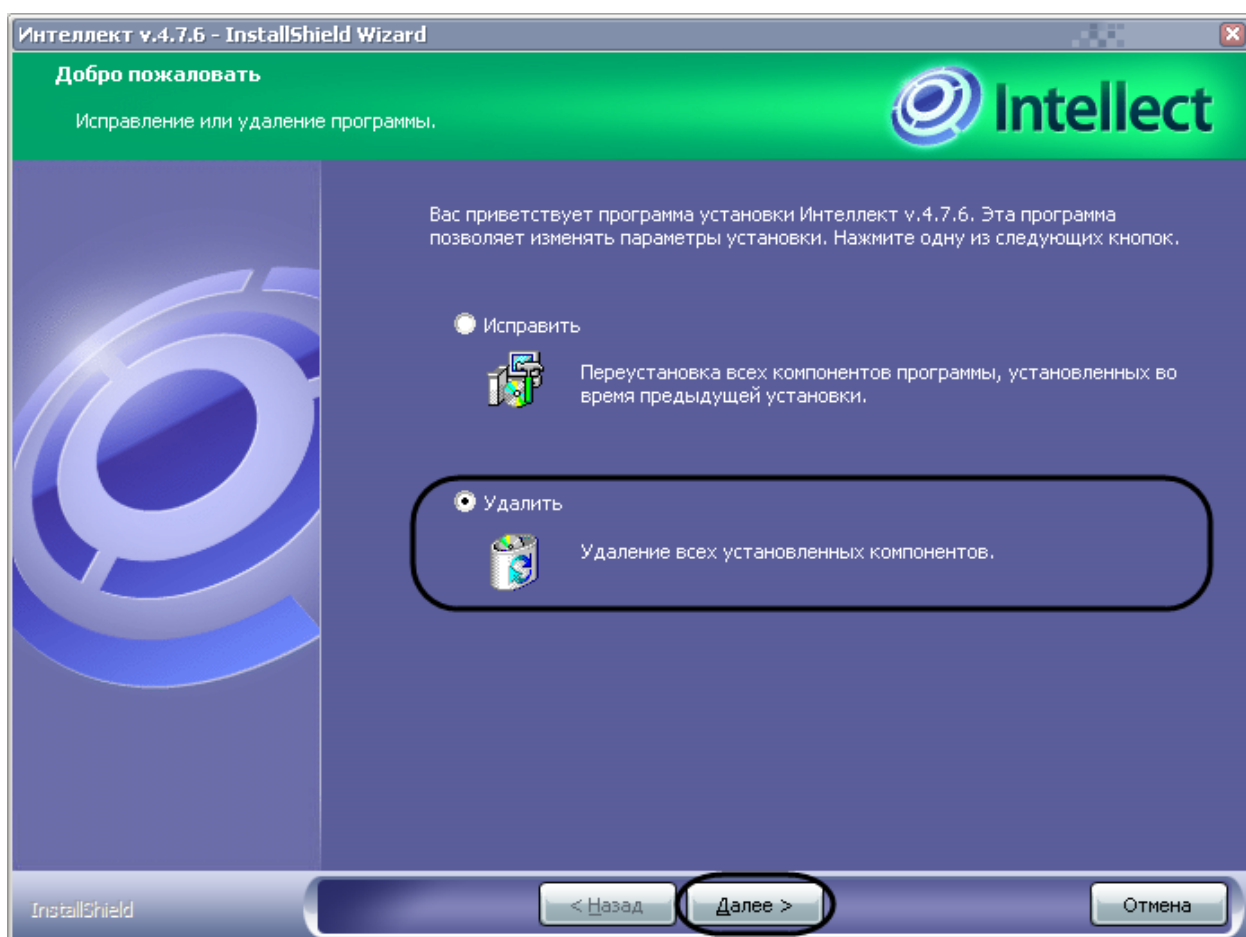 Интеллект v.4.7.6 - InstallShield Wizard
Добро пожаловать
Исправление или удаление программы.
Intellect
Вас приветствует программа установки Интеллект v.4.7.6. Эта программа
позволяет изменять параметры установки. Нажмите одну из следующих кнопок.
Исправить
Переустановка всех компонентов программы, установленных во
время предыдущей установки.
Удалить
Удаление всех установленных компонентов.
InstallShield
< Назад
Далее >
Отмена